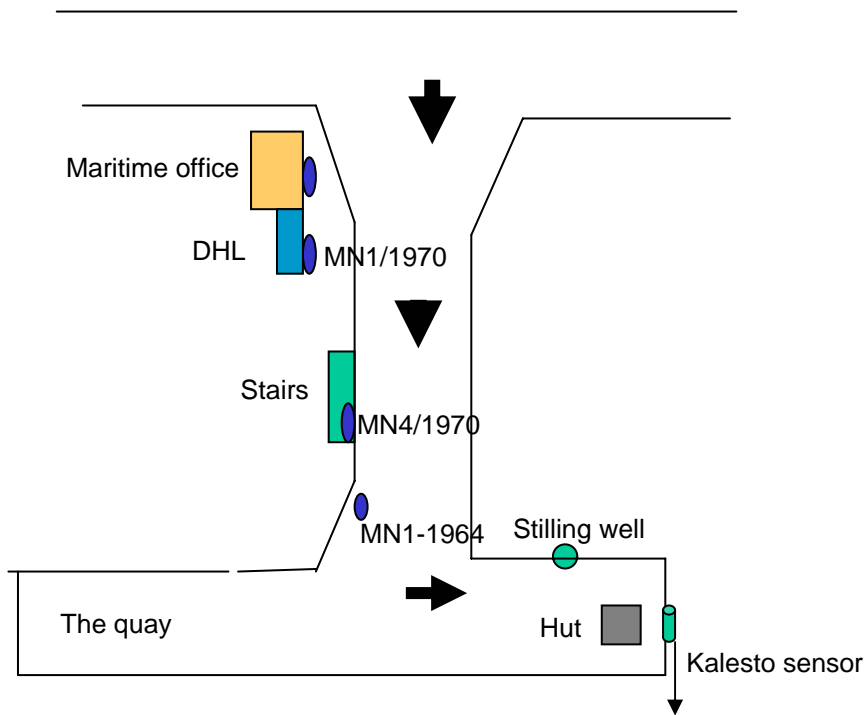 Maritime office
DHL
MN1/1970
Stairs
MN4/1970
MN1-1964
Stilling well
The quay
Hut
Kalesto sensor